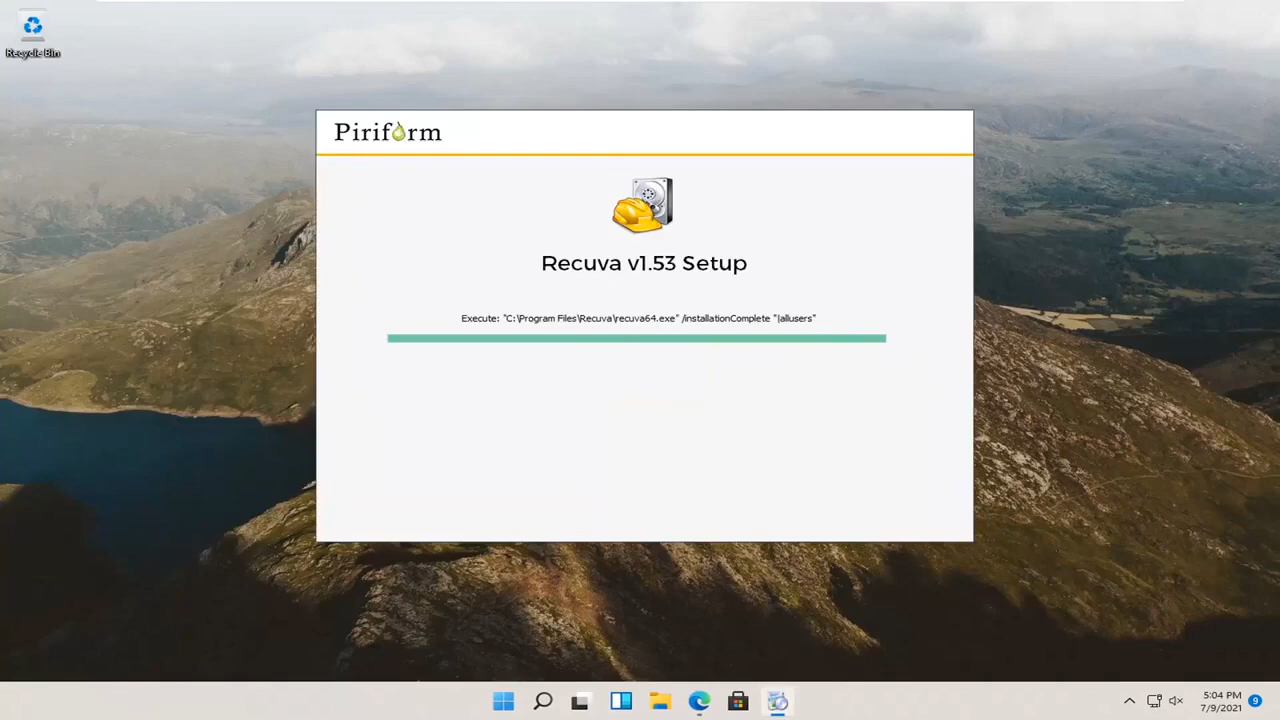 Recycle Bin
Piriform
Recuva v1.53 Setup
Execute: "C:\Program Files\Recuva\recuva64.exe" /installationComplete "|allusers"
5:04 PM
7/9/2021
9